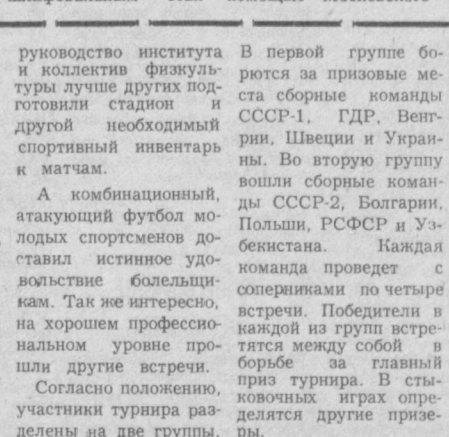 руководство института
и коллектив физкуль-
туры лучше других под-
готовили стадион и
другой необходимый
спортивный инвентарь
к матчам.
А комбинационный,
атакующий футбол мо-
лодых спортсменов до-
ставил истинное удо-
вольствие болельщи-
кам. Так же интересно,
на хорошем профессио-
нальном уровне про-
шли другие встречи.
Согласно положению,
участники турнира раз-
делены на две группы.
В первой группе бо-
рются за призовые ме-
ста сборные команды
СССР-1, ГДР, Венг-
рии, Швеции и Украи-
ны. Во вторую группу
вошли сборные коман-
ды СССР-2, Болгарии,
Польши, РСФСР и Уз-
бекистана. Каждая
команда проведет с
соперниками по четыре
встречи. Победители в
каждой из групп встре-
тятся между собой в
борьбе за главный
приз турнира. В сты-
ковочных играх опре-
делятся другие призе-
ры.